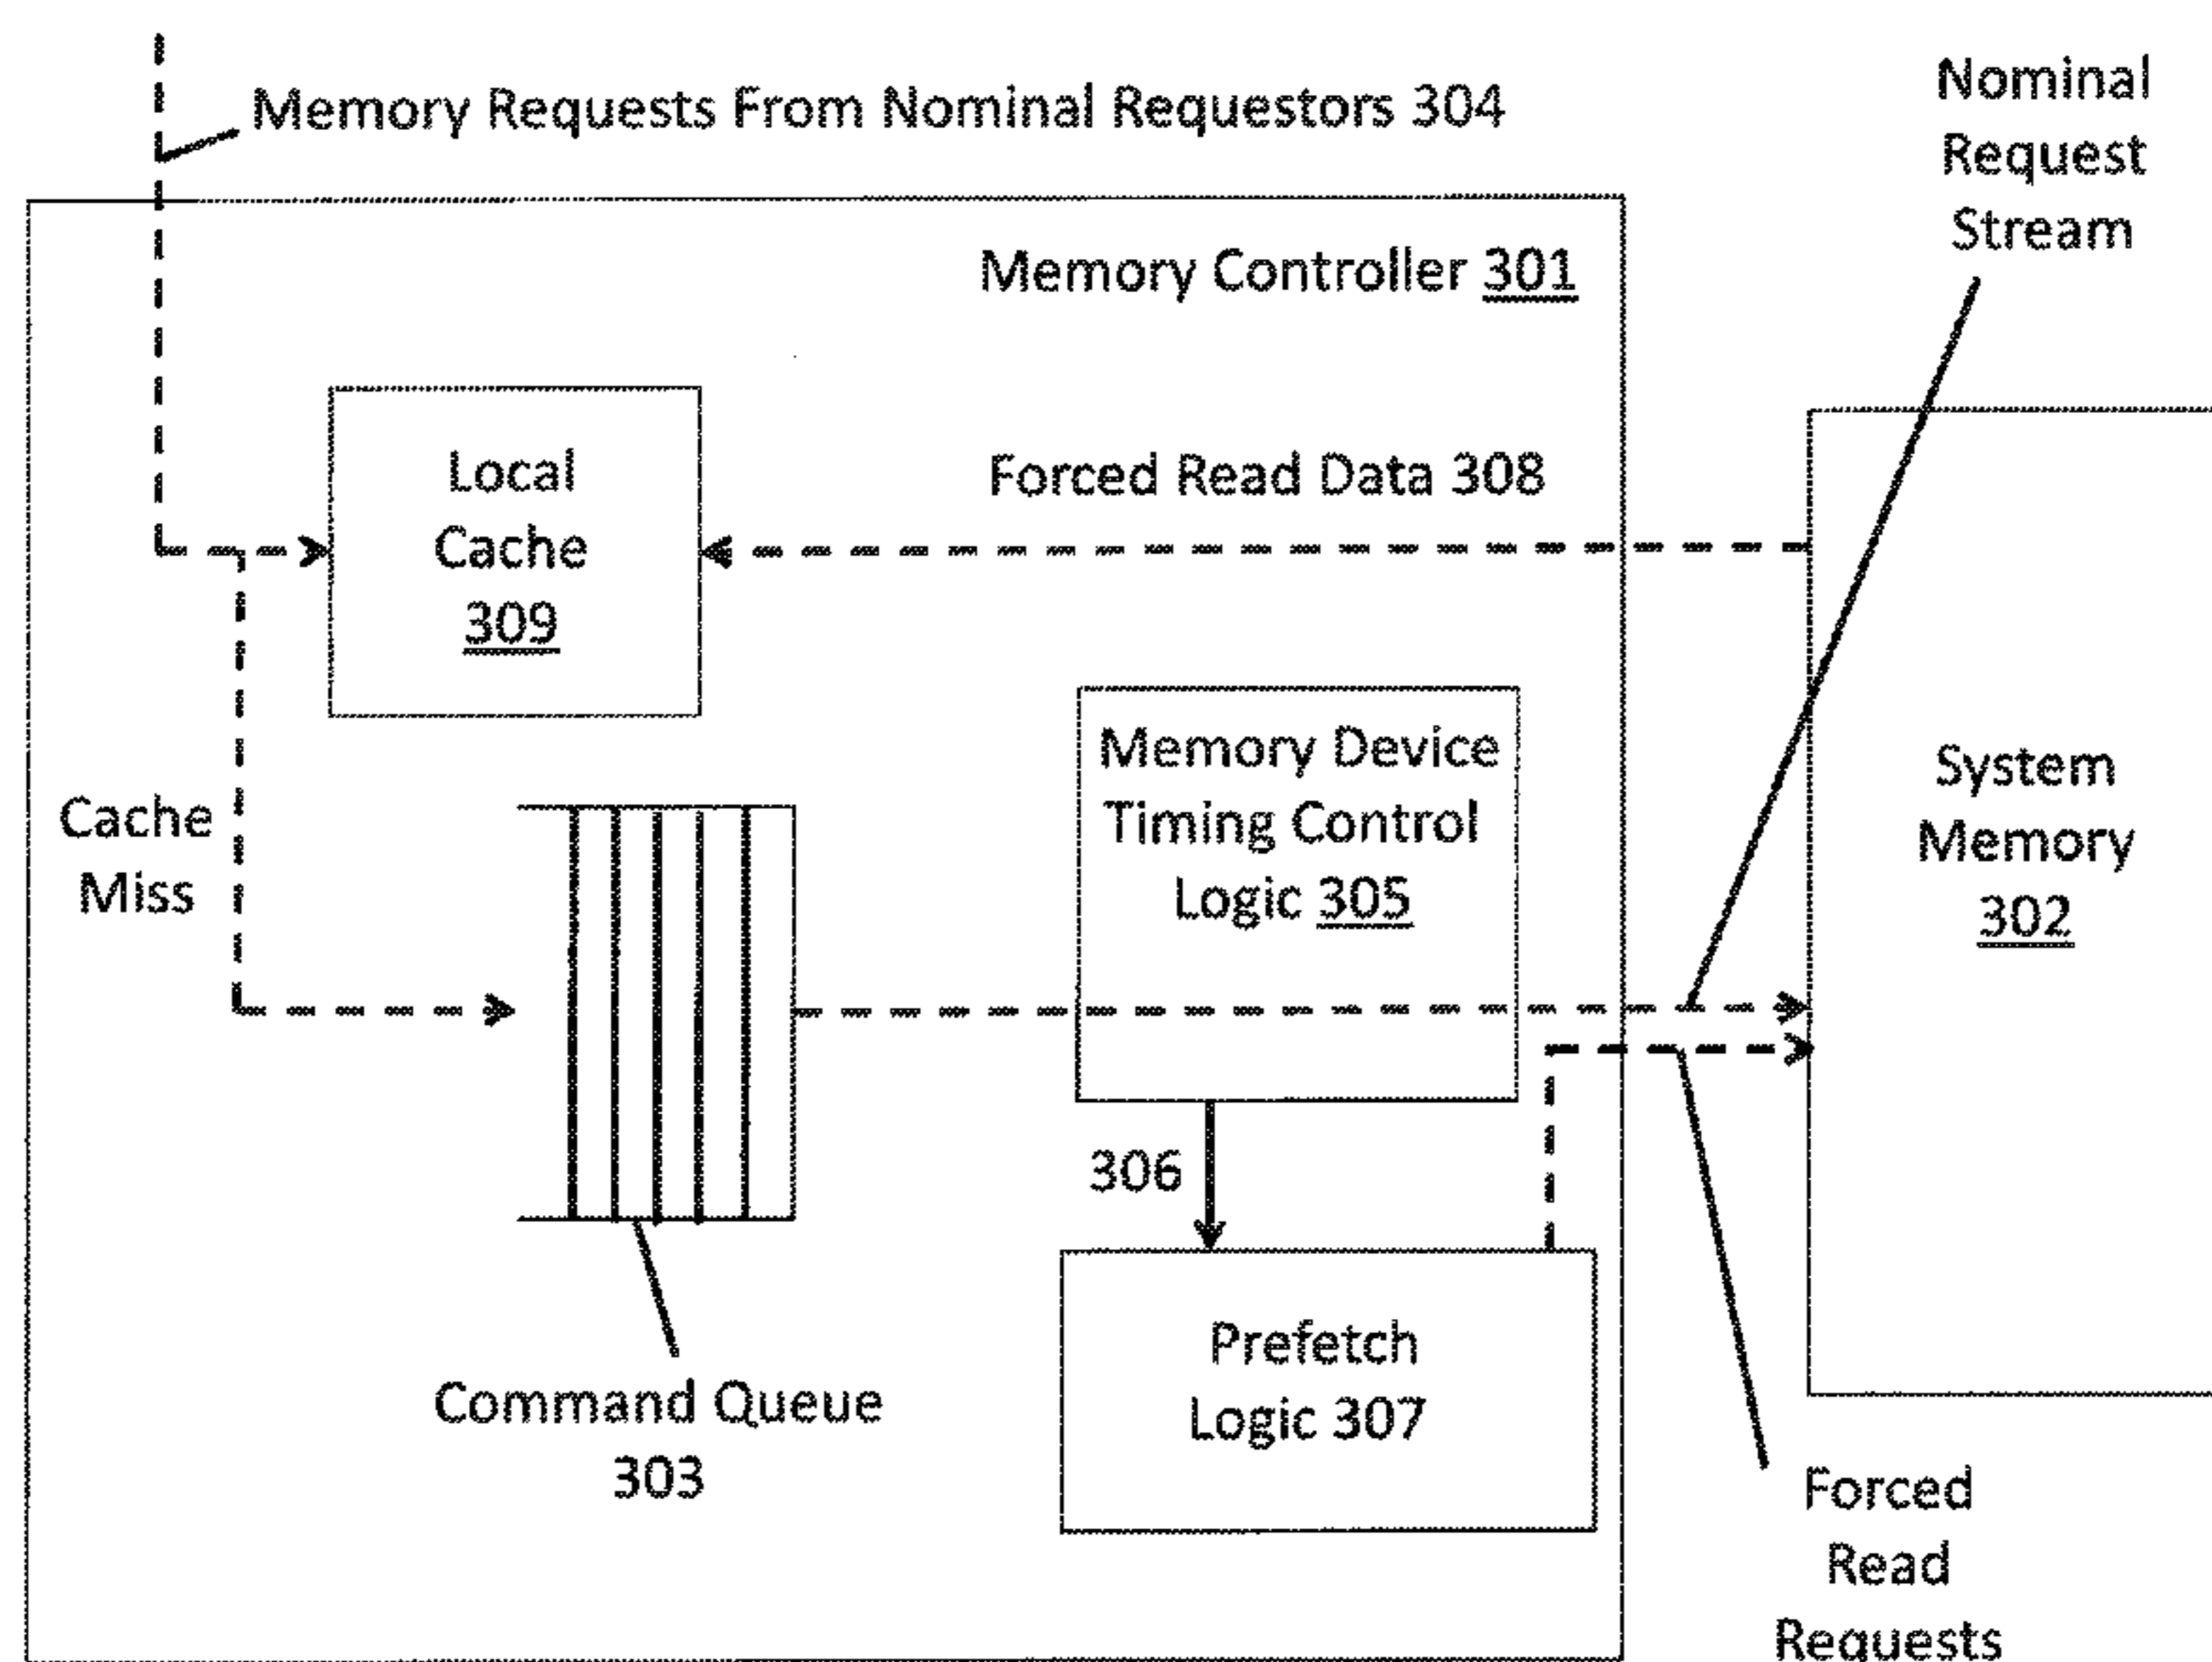 Memory Requests From Nominal Requestors 304
Nominal
Request
Stream
Memory Controller 301
Local
Cache
309
Forced Read Data 308
Memory Device
Timing Control
Logic 305
System
Memory
302
Cache
Miss
306
Prefetch
Logic 307
Command Queue
303
Forced
Read
Requests